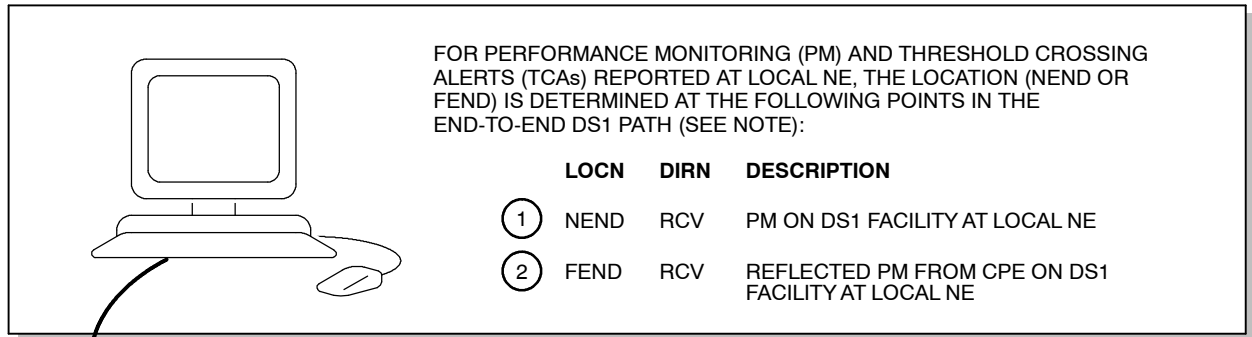 FOR PERFORMANCE MONITORING (PM) AND THRESHOLD CROSSING
ALERTS (TCAs) REPORTED AT LOCAL NE, THE LOCATION (NEND OR
FEND) IS DETERMINED AT THE FOLLOWING POINTS IN THE
END-TO-END DS1 PATH (SEE NOTE):
LOCN DIRN DESCRIPTION
1 NEND RCV PM ON DS1 FACILITY AT LOCAL NE
2 FEND RCV REFLECTED PM FROM CPE ON DS1
FACILITY AT LOCAL NE